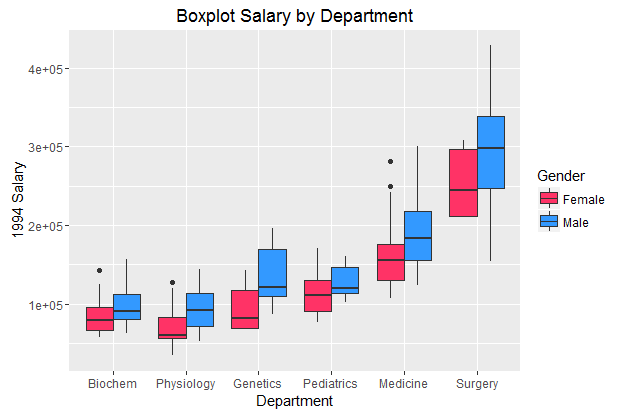 Boxplot Salary by Department
1994 Salary
4e+05
3e+05
2e+05
1e+05
Biochem Physiology Genetics Pediatrics Medicine Surgery
Department
Gender
Female
Male